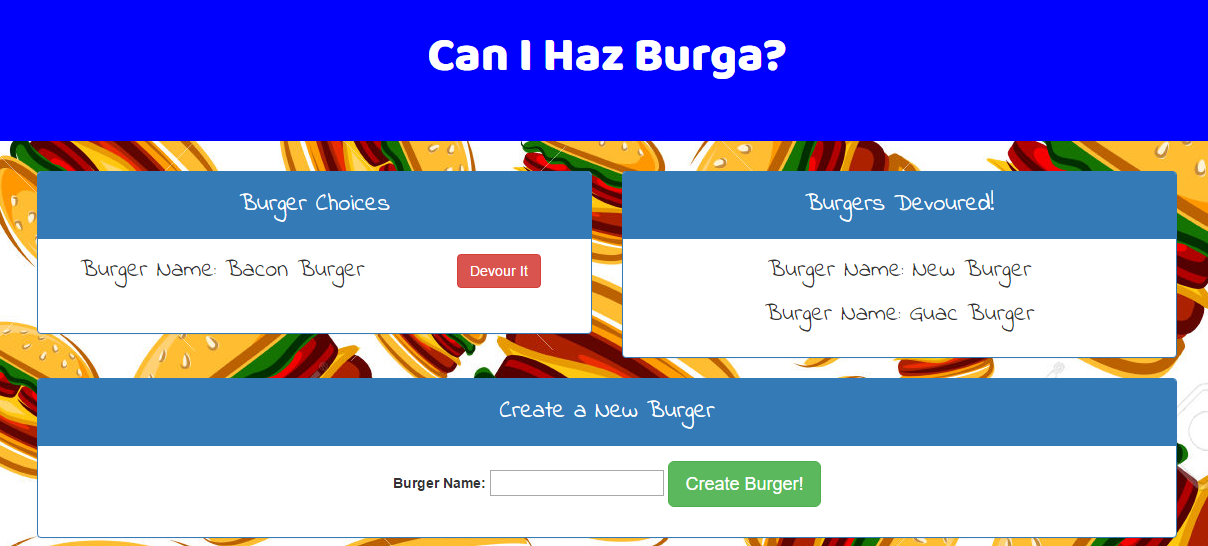 Can I Haz Burga?
Burger Choices
Burger Name: Bacon Burger
Devour It
Burgers Devoured!
Burger Name: New Burger
Burger Name: Guac Burger
Create a New Burger
Burger Name:
Create Burger!